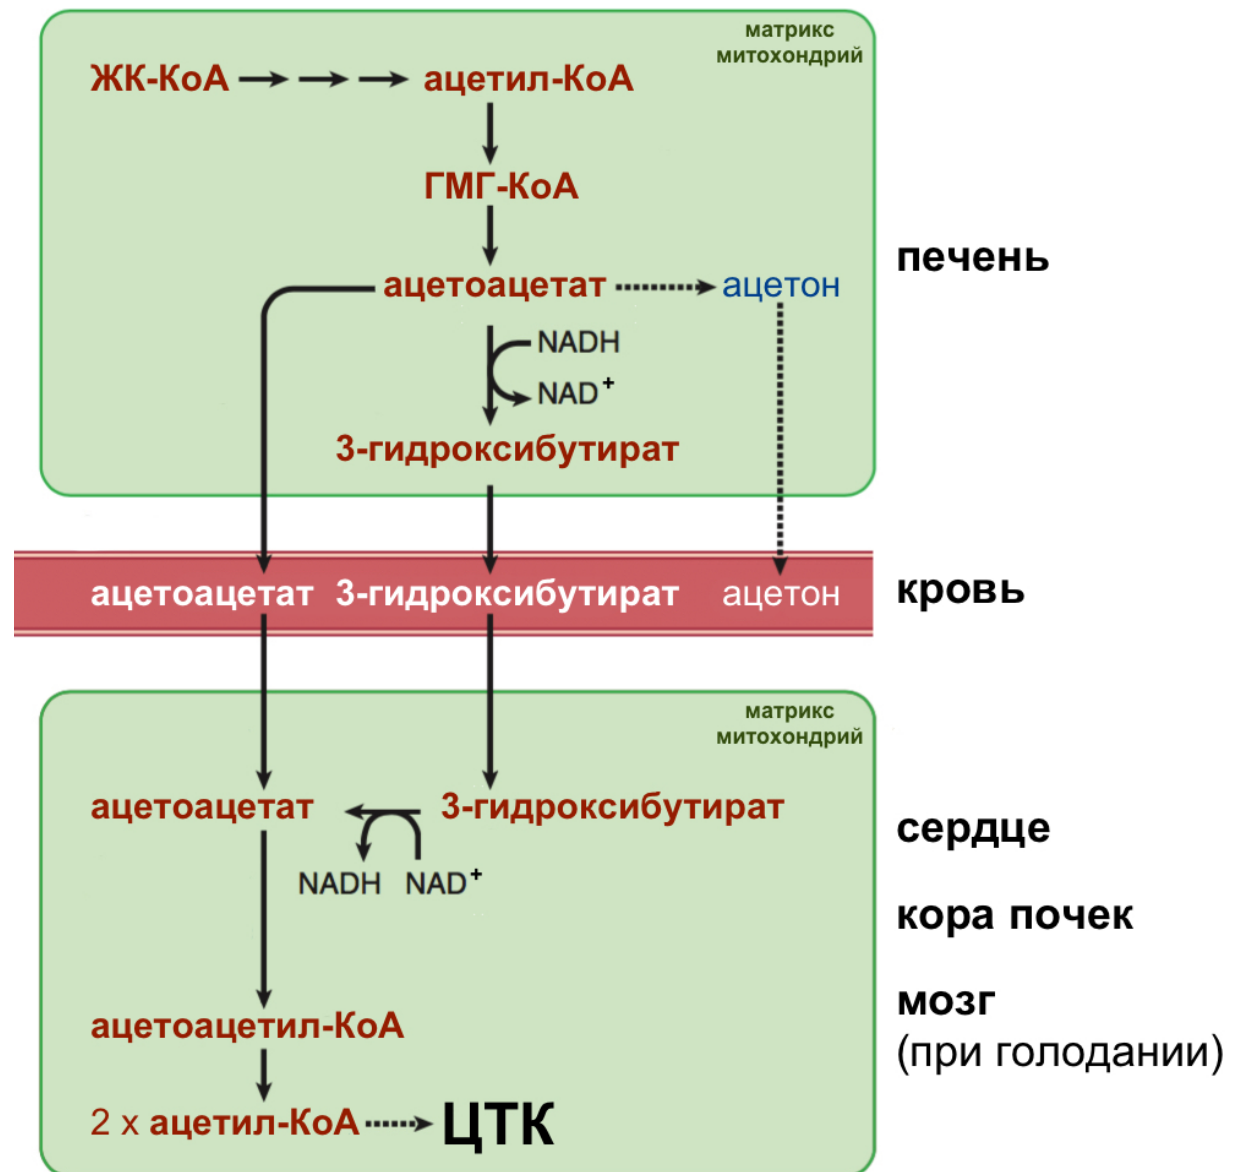 матрикс
митохондрий
ЖК-КоА
ацетил-КоА
ГМГ-КоА
печень
ацетоацетат
ацетон
NADH
NAD+
3-гидроксибутират
ацетоацетат 3-гидроксибутират ацетон
кровь
матрикс
митохондрий
ацетоацетат
3-гидроксибутират
сердце
NADH NAD+
кора почек
мозг
(при голодании)
ацетоацетил-КоА
2 x ацетил-КоА
ЦТК